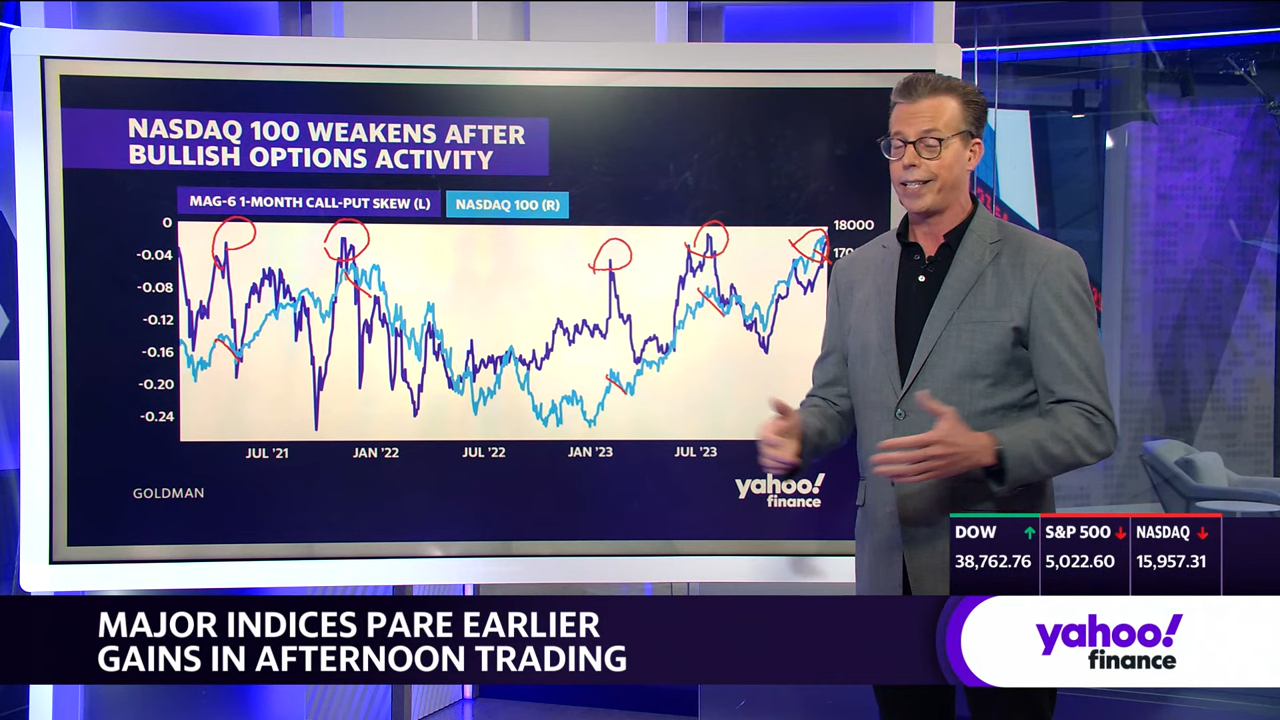 NASDAQ 100 WEAKENS AFTER
BULLISH OPTIONS ACTIVITY
MAG-6 1-MONTH CALL-PUT SKEW (L)
NASDAQ 100 (R)
0
-0.04
-0.08
-0.12
-0.16
-0.20
-0.24
18000
JUL '21
JAN '22
JUL '22
JAN '23
JUL '23
GOLDMAN
yahoo!
finance
DOW
38,762.76
S&P 500
5,022.60
NASDAQ
15,957.31
MAJOR INDICES PARE EARLIER
GAINS IN AFTERNOON TRADING
yahoo!
finance